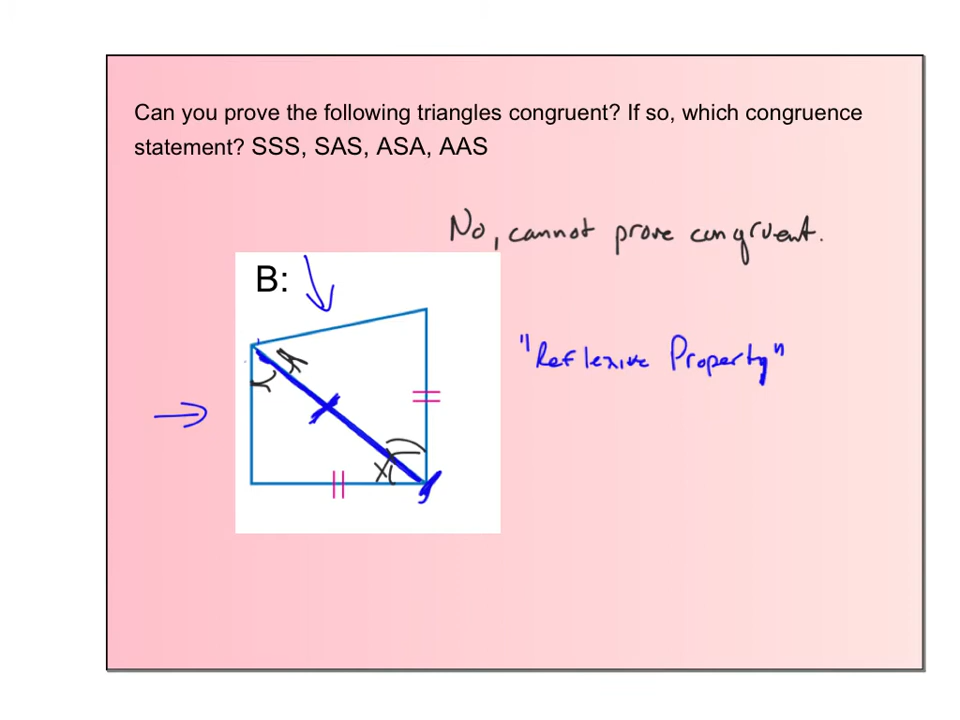 Can you prove the following triangles congruent? If so, which congruence
statement? SSS, SAS, ASA, AAS
No, cannot prove congruent.
B:
"Reflexive Property"